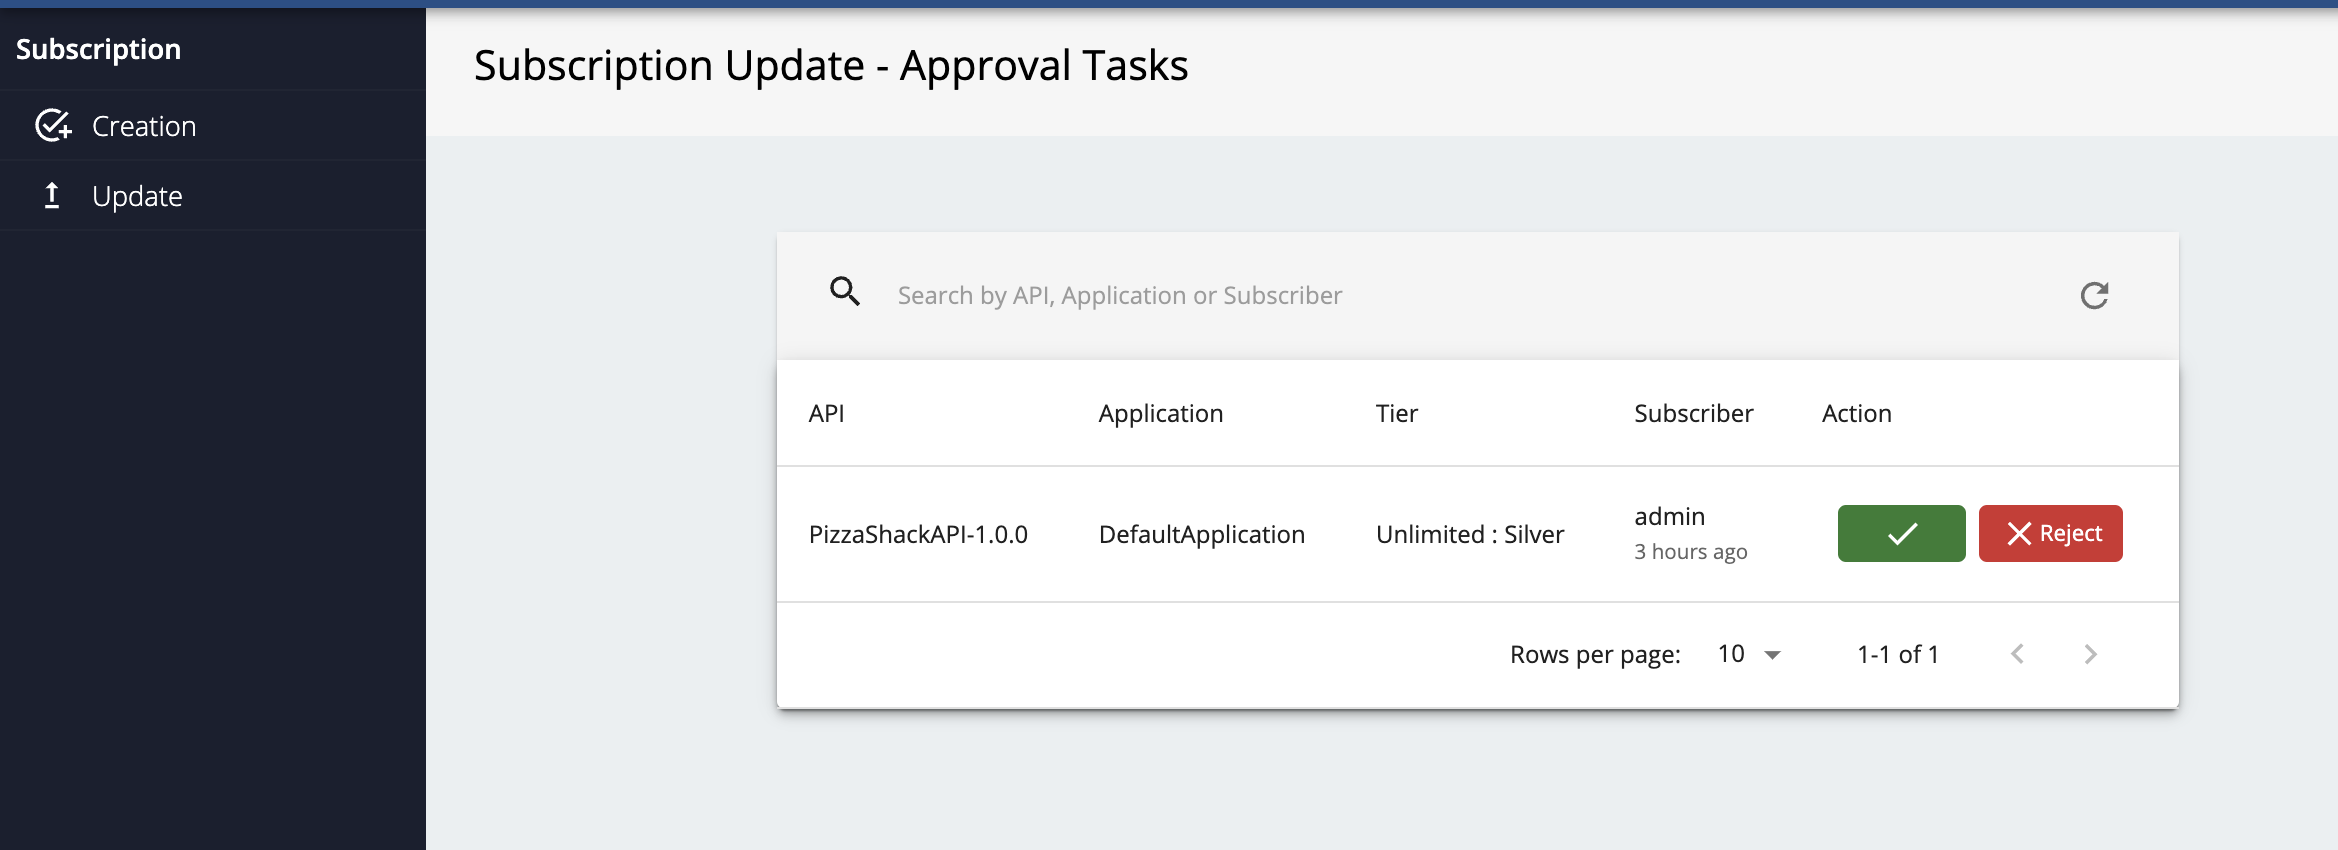 Subscription
Creation
Update
Subscription Update - Approval Tasks
Search by API, Application or Subscriber
API Application Tier Subscriber Action
PizzaShackAPI-1.0.0 DefaultApplication Unlimited : Silver admin Reject
3 hours ago
Rows per page: 10 1-1 of 1